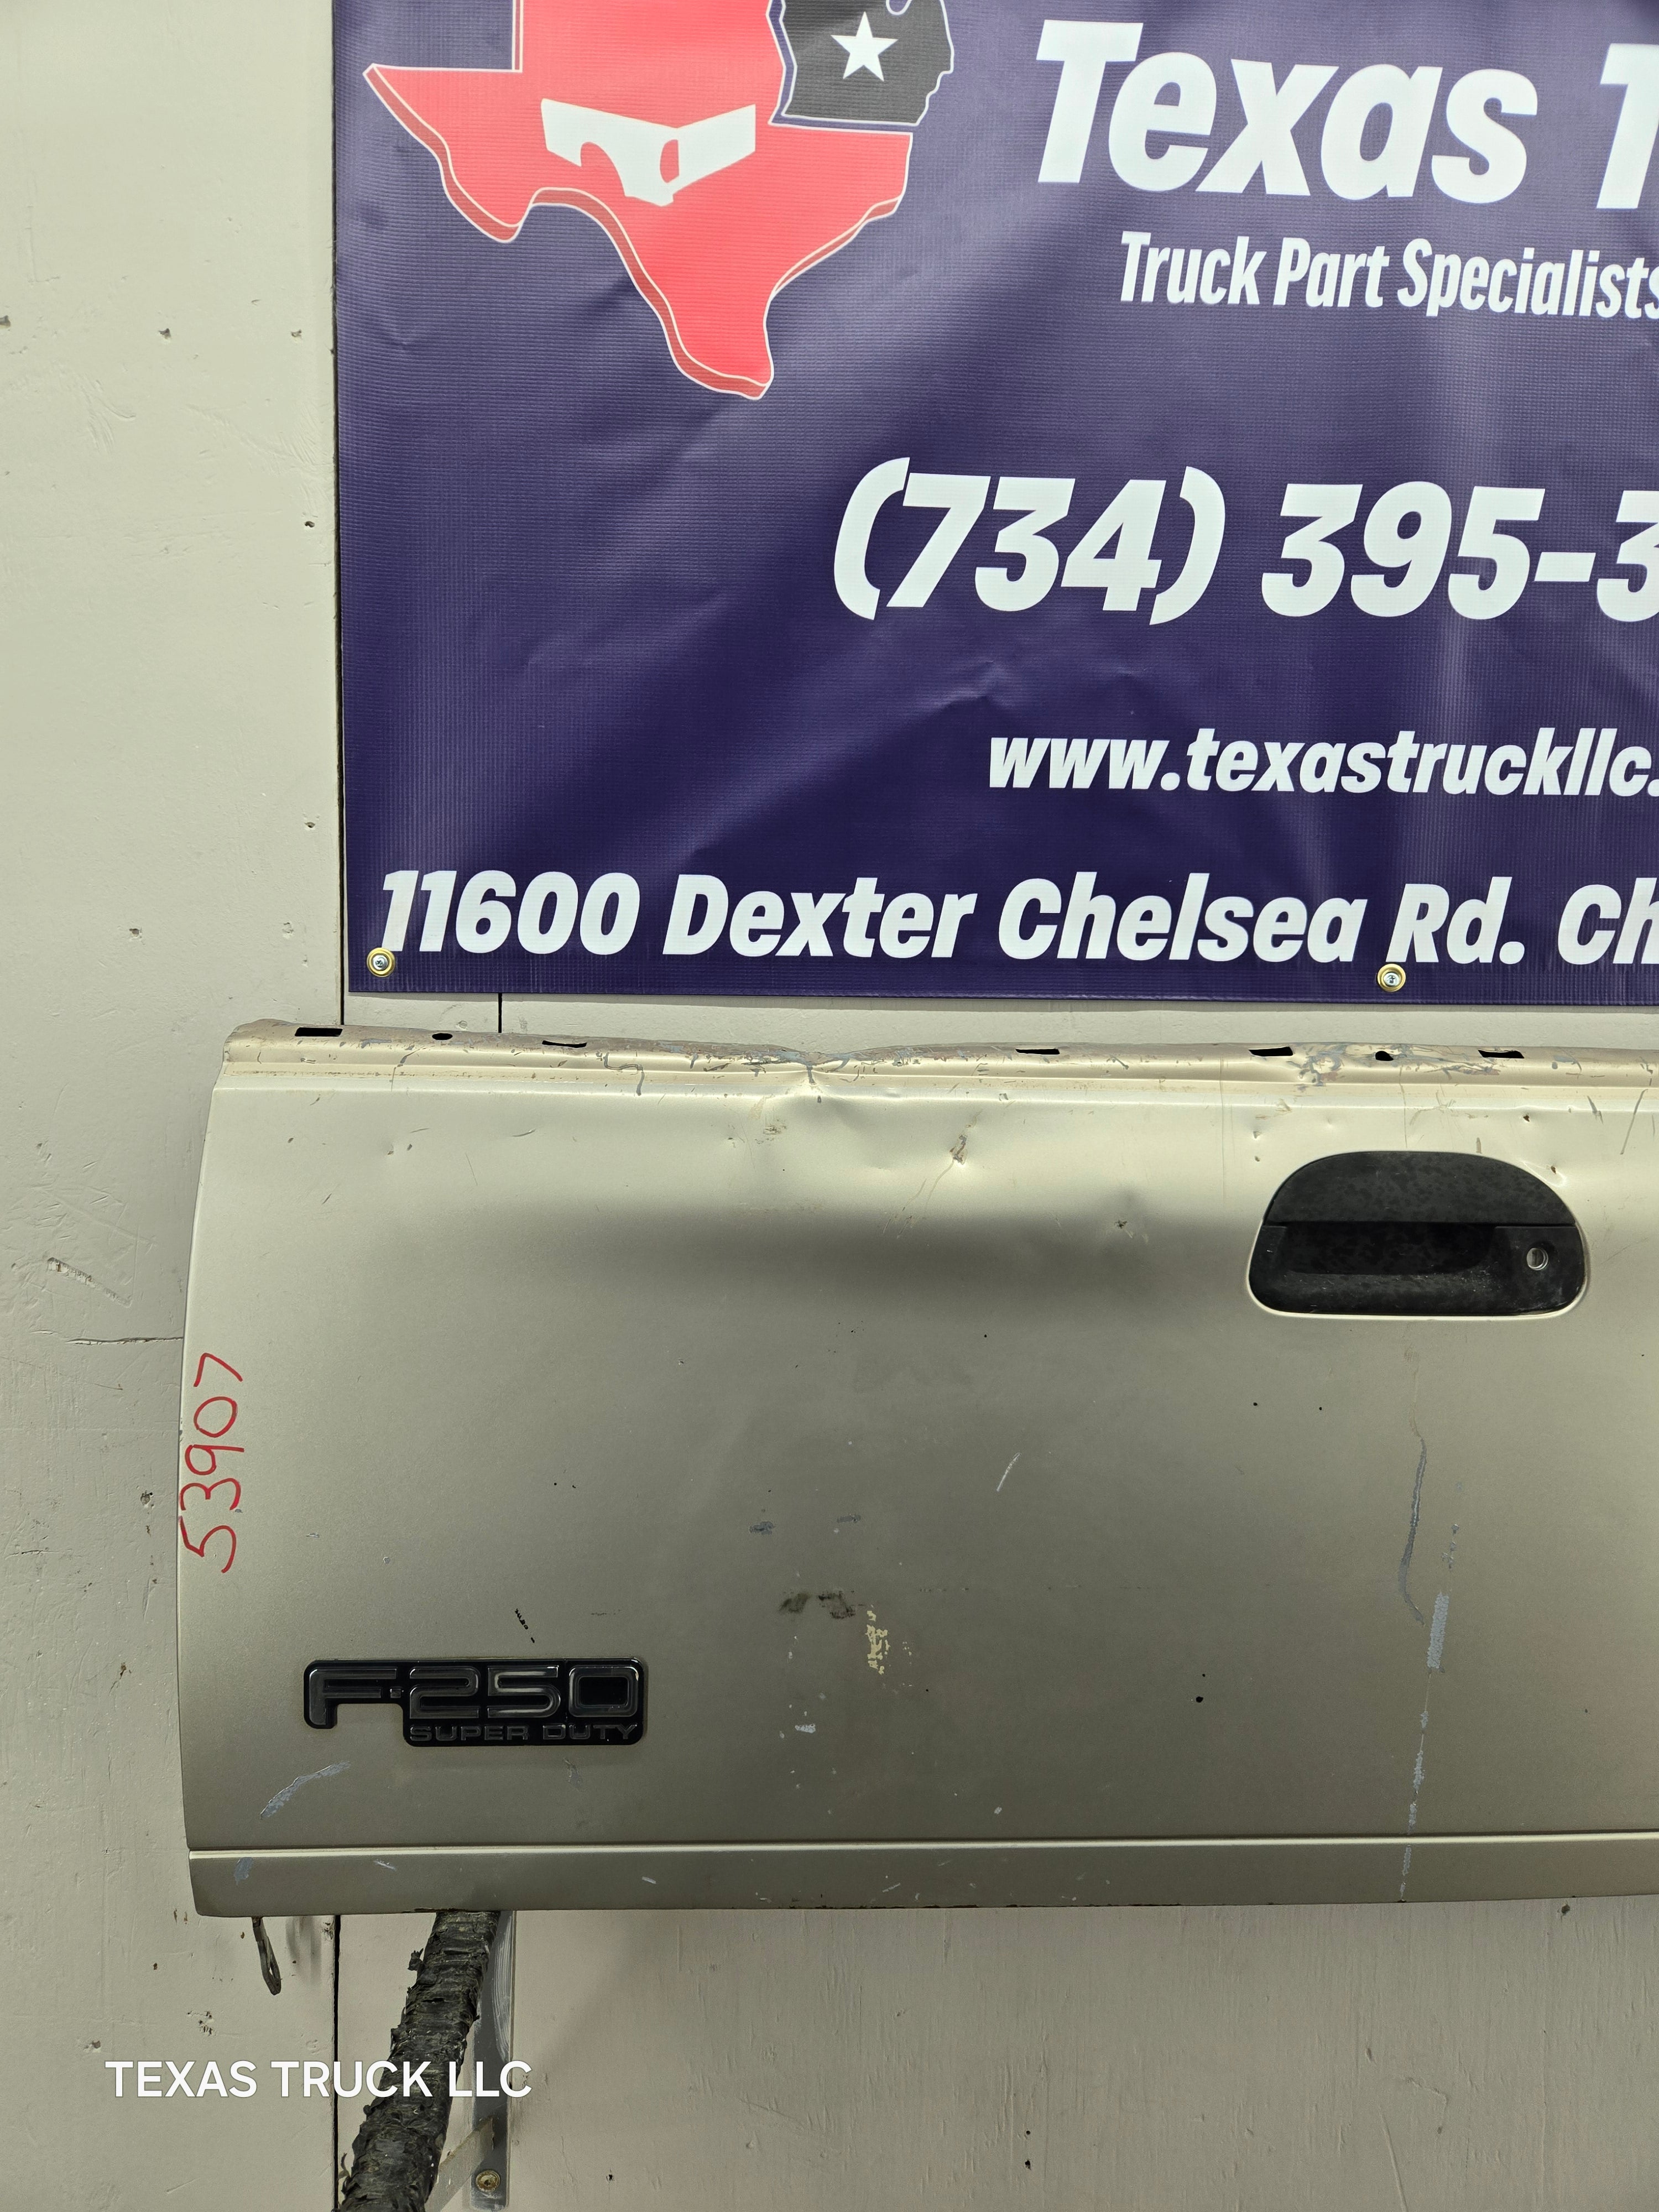 Texas T
Truck Part Specialists
(734) 395-3
www.texastruckllc.
11600 Dexter Chelsea Rd. Ch
53907
F-250
SUPER DUTY
TEXAS TRUCK LLC